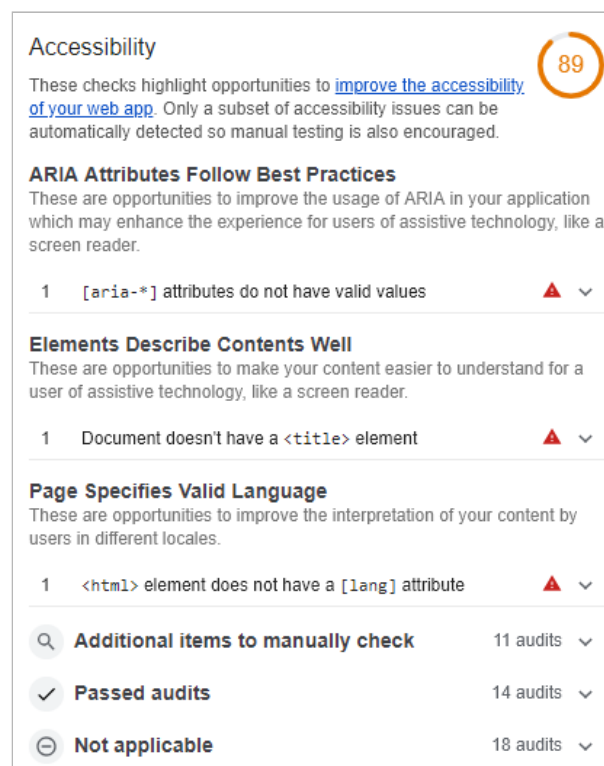 Accessibility
89
These checks highlight opportunities to improve the accessibility
of your web app. Only a subset of accessibility issues can be
automatically detected so manual testing is also encouraged.
ARIA Attributes Follow Best Practices
These are opportunities to improve the usage of ARIA in your application
which may enhance the experience for users of assistive technology, like a
screen reader.
1 [aria-*] attributes do not have valid values
Elements Describe Contents Well
These are opportunities to make your content easier to understand for a
user of assistive technology, like a screen reader.
1 Document doesn't have a <title> element
Page Specifies Valid Language
These are opportunities to improve the interpretation of your content by
users in different locales.
1 <html> element does not have a [lang] attribute
Additional items to manually check 11 audits
Passed audits 14 audits
Not applicable 18 audits